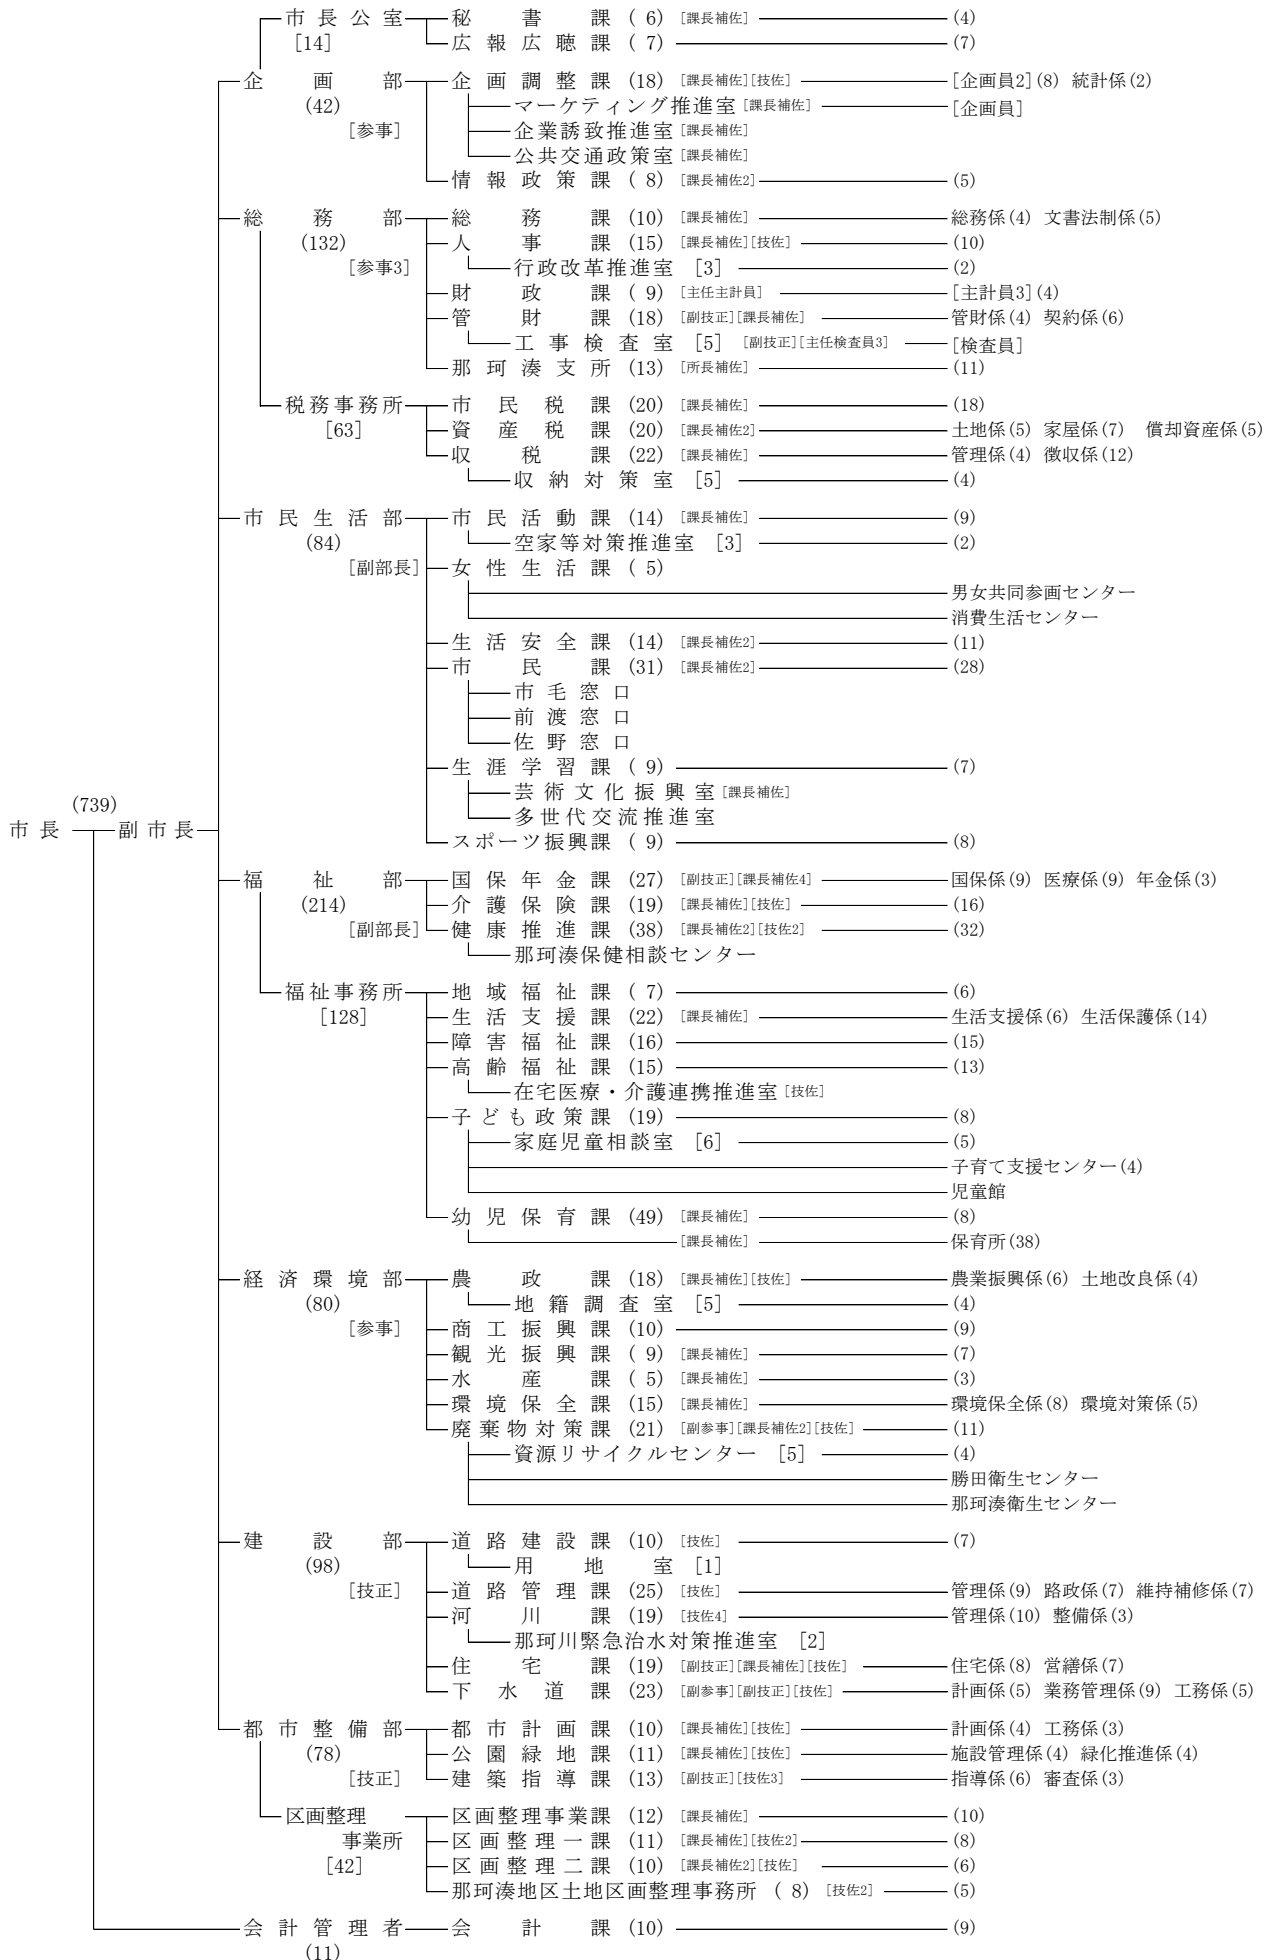 市長公室 秘書課 ( 6) [課長補佐] (4)
[14] 広報広聴課 ( 7) (7)
企画部 企画調整課 (18) [課長補佐][技佐] [企画員2](8) 統計係(2)
(42) マーケティング推進室 [課長補佐] [企画員]
[参事] 企業誘致推進室 [課長補佐]
公共交通政策室 [課長補佐]
情報政策課 ( 8) [課長補佐2] (5)
総務部 総務課 (10) [課長補佐] 総務係(4) 文書法制係(5)
(132) 人事課 (15) [課長補佐][技佐] (10)
[参事3] 行政改革推進室 [3] (2)
財政課 ( 9) [主任主計員] [主計員3](4)
管財課 (18) [副技正][課長補佐] 管財係(4) 契約係(6)
工事検査室 [5] [副技正][主任検査員3] [検査員]
那珂湊支所 (13) [所長補佐] (11)
税務事務所 市民税課 (20) [課長補佐] (18)
[63] 資産税課 (20) [課長補佐2] 土地係(5) 家屋係(7) 償却資産係(5)
収税課 (22) [課長補佐] 管理係(4) 徴収係(12)
収納対策室 [5] (4)
市民生活部 市民活動課 (14) [課長補佐] (9)
(84) 空家等対策推進室 [3] (2)
[副部長] 女性生活課 ( 5)
男女共同参画センター
消費生活センター
生活安全課 (14) [課長補佐2] (11)
市民課 (31) [課長補佐2] (28)
市毛窓口
前渡窓口
佐野窓口
生涯学習課 ( 9) (7)
芸術文化振興室 [課長補佐]
(739) 多世代交流推進室
市長 副市長 スポーツ振興課 ( 9) (8)
福祉部 国保年金課 (27) [副技正][課長補佐4] 国保係(9) 医療係(9) 年金係(3)
(214) 介護保険課 (19) [課長補佐][技佐] (16)
[副部長] 健康推進課 (38) [課長補佐2][技佐2] (32)
那珂湊保健相談センター
福祉事務所 地域福祉課 ( 7) (6)
[128] 生活支援課 (22) [課長補佐] 生活支援係(6) 生活保護係(14)
障害福祉課 (16) (15)
高齢福祉課 (15) (13)
在宅医療・介護連携推進室 [技佐]
子ども政策課 (19) (8)
家庭児童相談室 [6] (5)
子育て支援センター(4)
児童館
幼児保育課 (49) [課長補佐] (8)
[課長補佐] 保育所(38)
経済環境部 農政課 (18) [課長補佐][技佐] 農業振興係(6) 土地改良係(4)
(80) 地籍調査室 [5] (4)
[参事] 商工振興課 (10) (9)
観光振興課 ( 9) [課長補佐] (7)
水産課 ( 5) [課長補佐] (3)
環境保全課 (15) [課長補佐] 環境保全係(8) 環境対策係(5)
廃棄物対策課 (21) [副参事][課長補佐2][技佐] (11)
資源リサイクルセンター [5] (4)
勝田衛生センター
那珂湊衛生センター
建設部 道路建設課 (10) [技佐] (7)
(98) 用地室 [1]
[技正] 道路管理課 (25) [技佐] 管理係(9) 路政係(7) 維持補修係(7)
河川課 (19) [技佐4] 管理係(10) 整備係(3)
那珂川緊急治水対策推進室 [2]
住宅課 (19) [副技正][課長補佐][技佐] 住宅係(8) 営繕係(7)
下水道課 (23) [副参事][副技正][技佐] 計画係(5) 業務管理係(9) 工務係(5)
都市整備部 都市計画課 (10) [課長補佐][技佐] 計画係(4) 工務係(3)
(78) 公園緑地課 (11) [課長補佐][技佐] 施設管理係(4) 緑化推進係(4)
[技正] 建築指導課 (13) [副技正][技佐3] 指導係(6) 審査係(3)
区画整理 区画整理事業課 (12) [課長補佐] (10)
事業所 区画整理一課 (11) [課長補佐][技佐2] (8)
[42] 区画整理二課 (10) [課長補佐2][技佐] (6)
那珂湊地区土地区画整理事務所 ( 8) [技佐2] (5)
会計管理者 会計課 (10) (9)
(11)